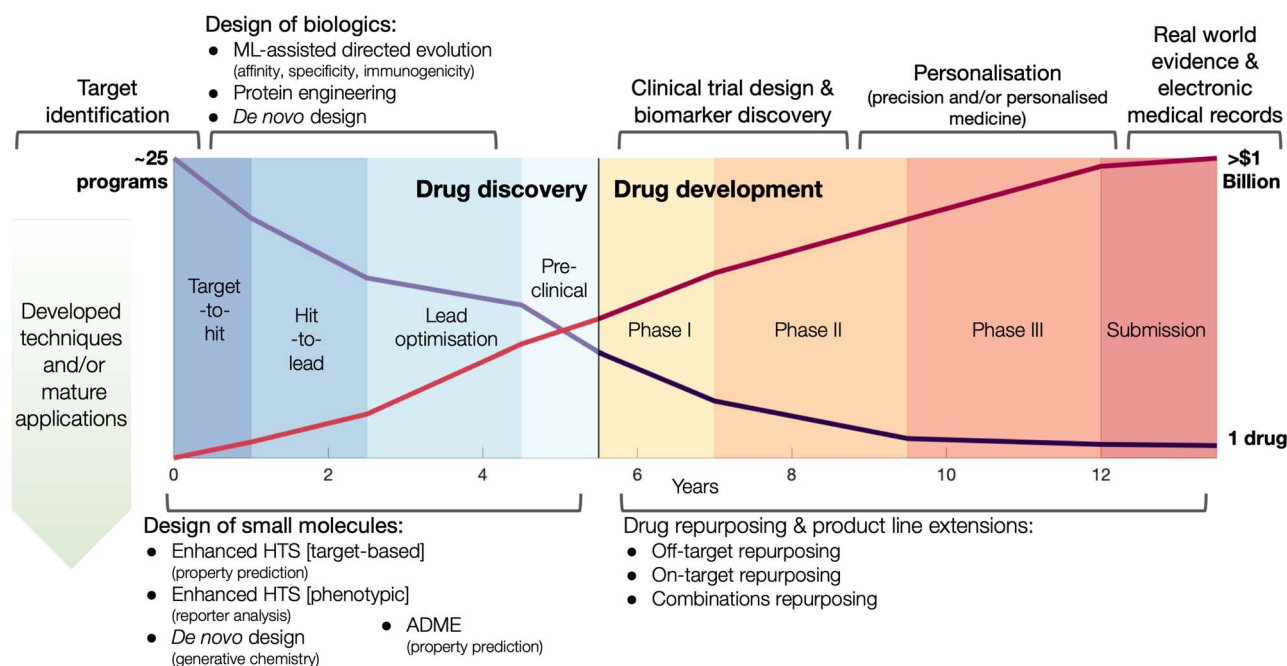 Design of biologics:
● ML-assisted directed evolution
(affinity, specificity, immunogenicity)
● Protein engineering
● De novo design
Target
identification
Clinical trial design &
biomarker discovery
Personalisation
(precision and/or personalised
medicine)
Real world
evidence &
electronic
medical records
~25
programs
Drug discovery
Drug development
>$1
Billion
Target
-to-
hit
Hit
-to-
lead
Lead
optimisation
Pre-
clinical
Phase I
Phase II
Phase III
Submission
Developed
techniques
and/or
mature
applications
1 drug
0 2 4 6 8 10 12
Years
Design of small molecules:
● Enhanced HTS [target-based]
(property prediction)
● Enhanced HTS [phenotypic]
(reporter analysis)
● De novo design
(generative chemistry)
● ADME
(property prediction)
Drug repurposing & product line extensions:
● Off-target repurposing
● On-target repurposing
● Combinations repurposing